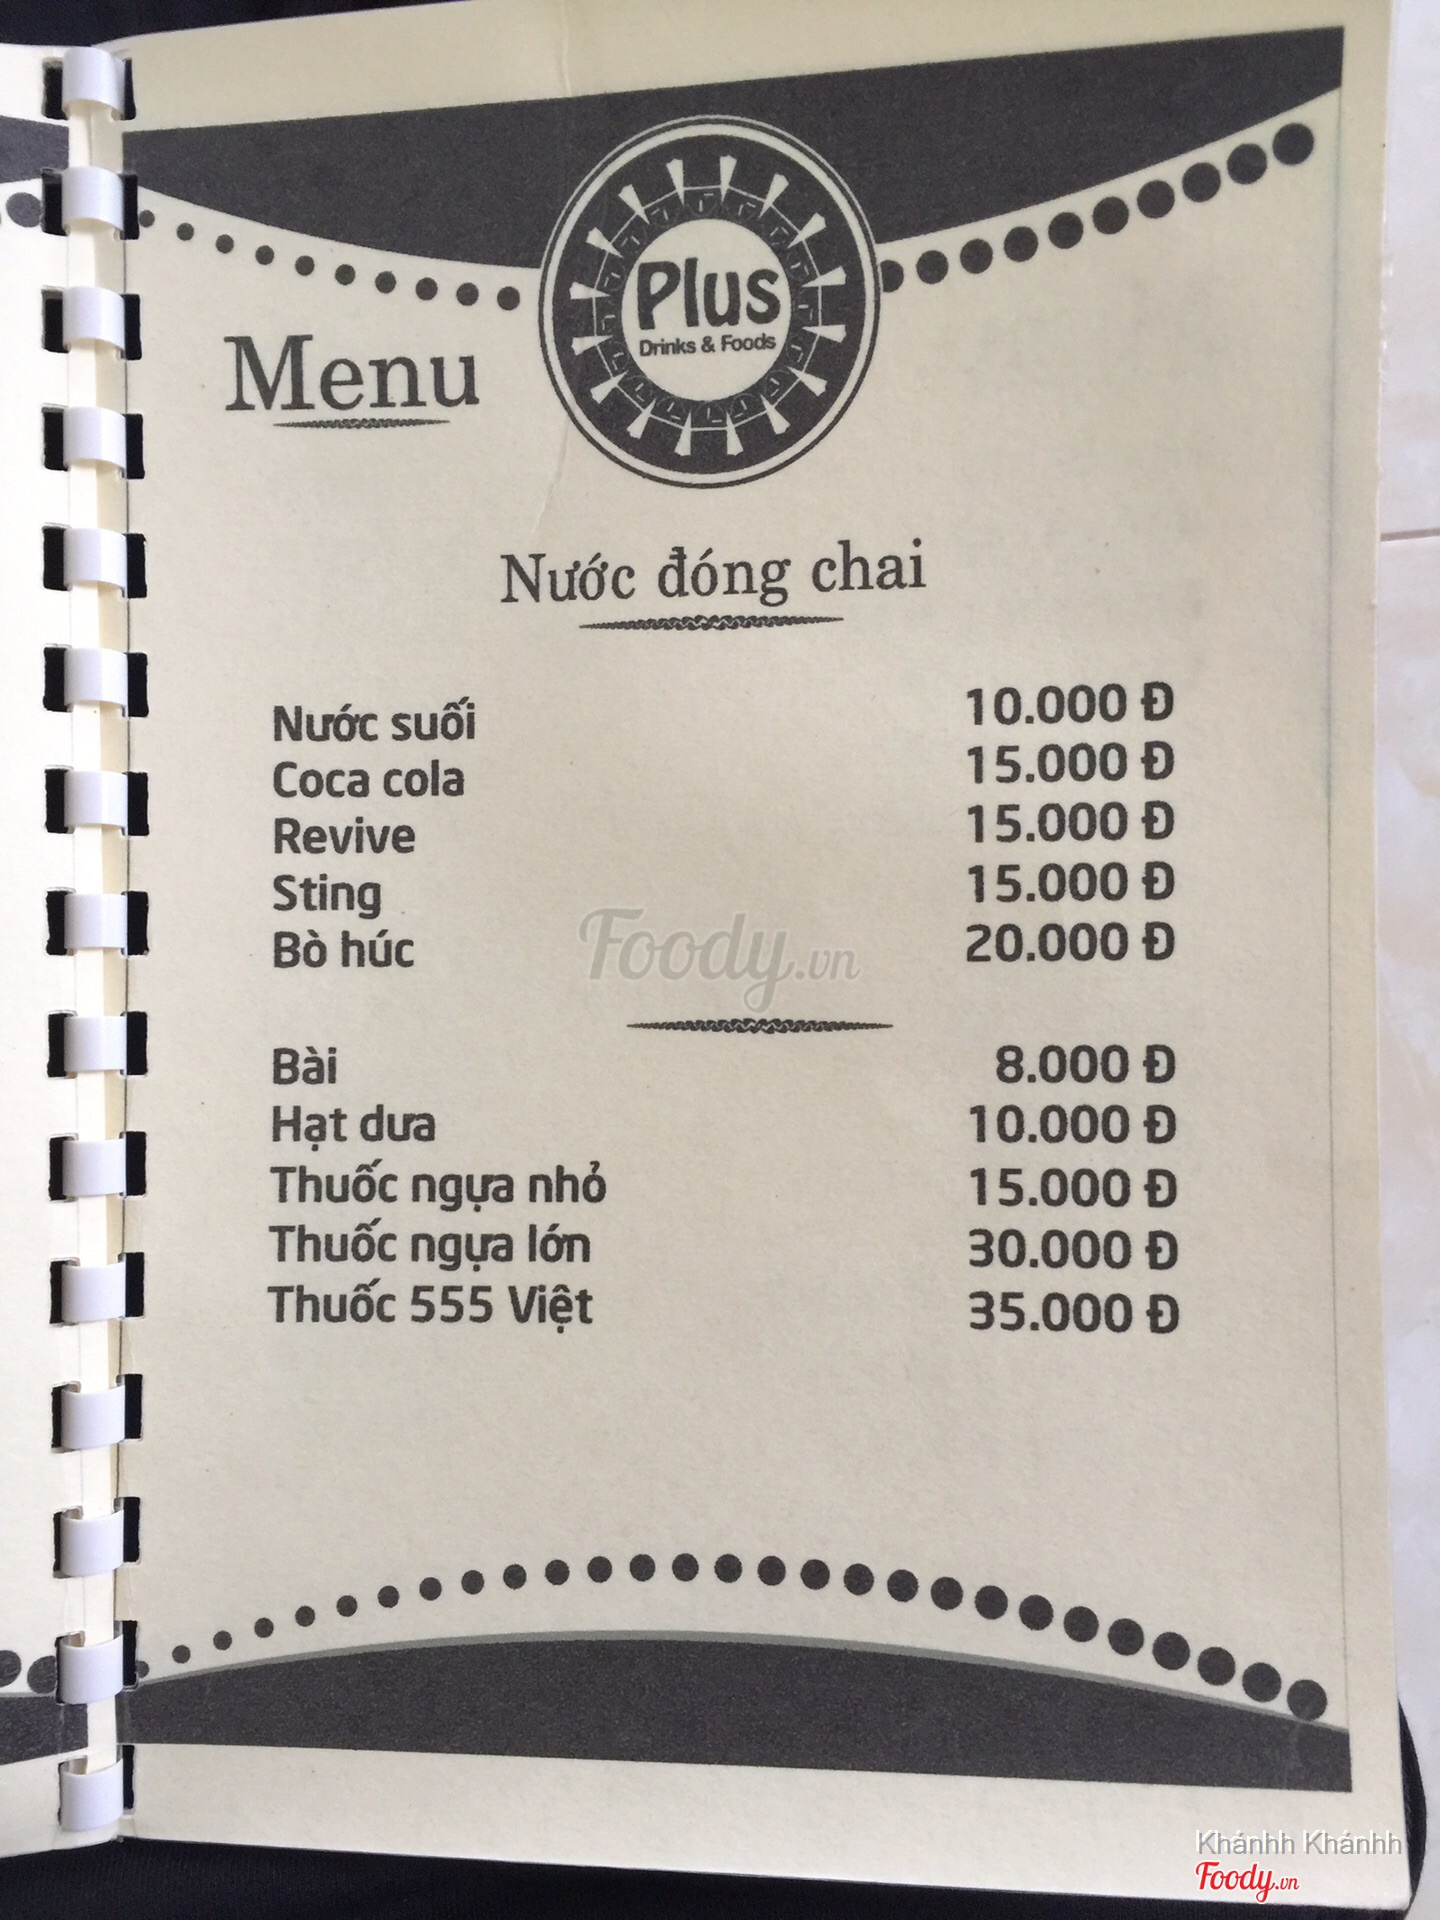 Plus
Drinks & Foods
Menu
Nước đóng chai
Nước suối 10.000 Đ
Coca cola 15.000 Đ
Revive 15.000 Đ
Sting 15.000 Đ
Bò húc 20.000 Đ
Foody.vn
Bài 8.000 Đ
Hạt dưa 10.000 Đ
Thuốc ngựa nhỏ 15.000 Đ
Thuốc ngựa lớn 30.000 Đ
Thuốc 555 Việt 35.000 Đ
Khánhh Khánhh
Foody.vn